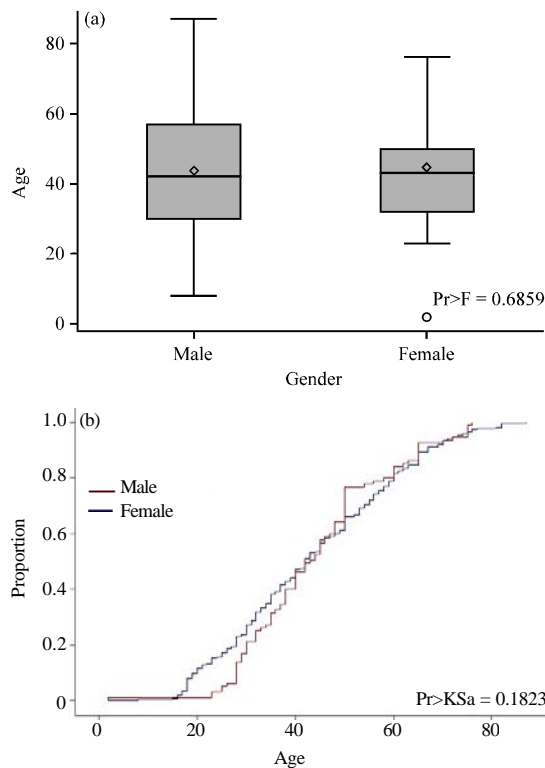 (a)
80
60
40
20
0
Age
Pr>F = 0.6859
Male Female
Gender
(b)
1.0
0.8
0.6
0.4
0.2
0
Proportion
Male
Female
Pr>KSa = 0.1823
0 20 40 60 80
Age